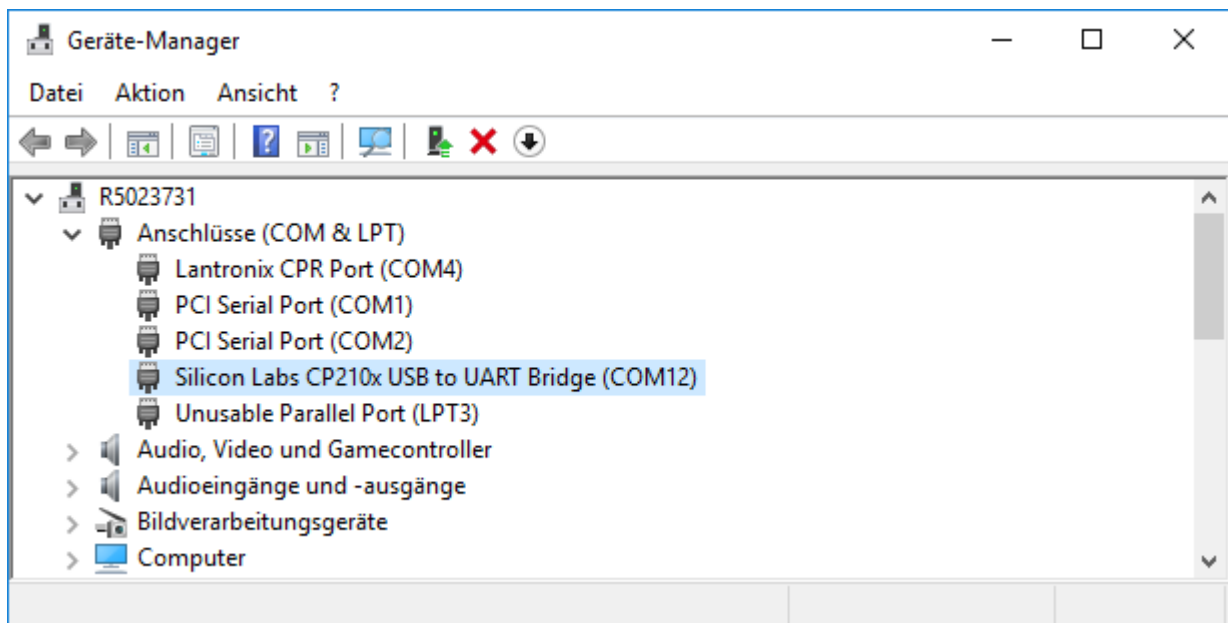 Geräte-Manager
Datei Aktion Ansicht ?
R5023731
Anschlüsse (COM & LPT)
Lantronix CPR Port (COM4)
PCI Serial Port (COM1)
PCI Serial Port (COM2)
Silicon Labs CP210x USB to UART Bridge (COM12)
Unusable Parallel Port (LPT3)
Audio, Video und Gamecontroller
Audioeingänge und -ausgänge
Bildverarbeitungsgeräte
Computer